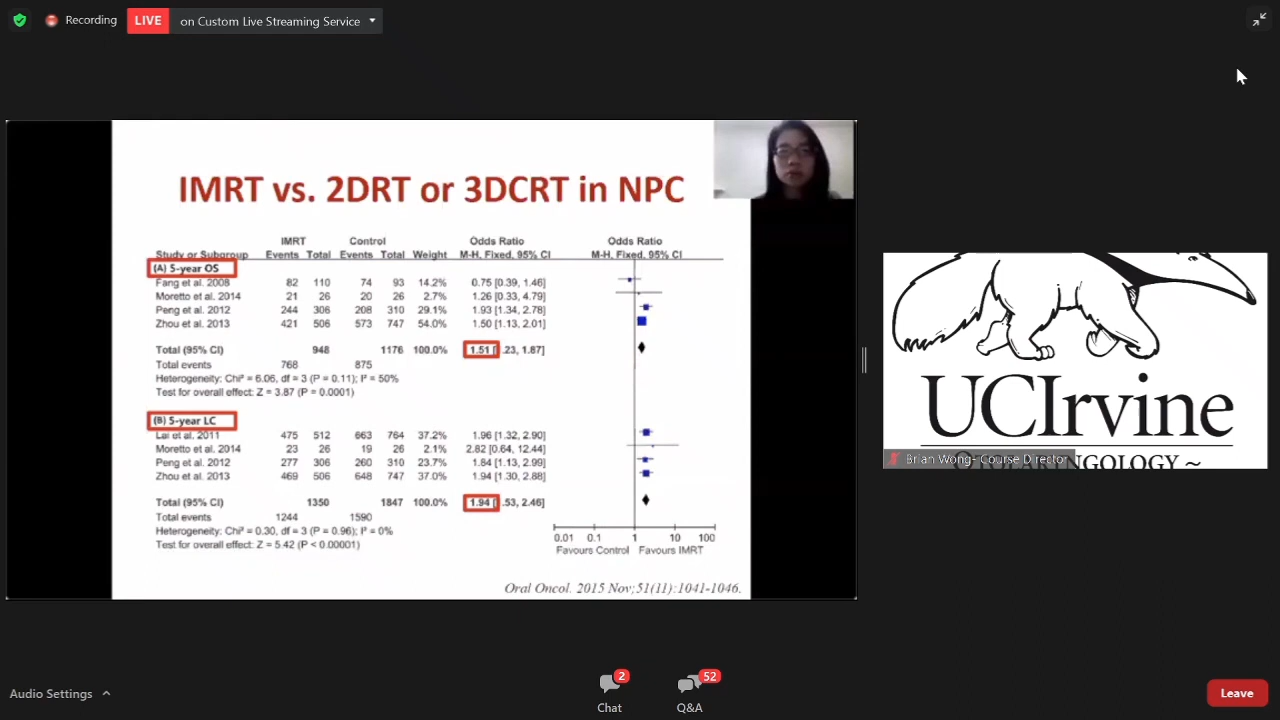 Recording LIVE on Custom Live Streaming Service
IMRT vs. 2DRT or 3DCRT in NPC
IMRT Control Odds Ratio Odds Ratio
Study or Subgroup Events Total Events Total Weight M-H, Fixed, 95% CI M-H, Fixed, 95% CI
(A) 5-year OS
Fang et al. 2008 82 110 74 93 14.2% 0.75 [0.39, 1.46]
Moretto et al. 2014 21 26 20 26 2.7% 1.26 [0.33, 4.79]
Peng et al. 2012 244 306 208 310 29.1% 1.93 [1.34, 2.78]
Zhou et al. 2013 421 506 573 747 54.0% 1.50 [1.13, 2.01]
Total (95% CI) 948 1176 100.0% 1.51 [ .23, 1.87]
Total events 768 875
Heterogeneity: Chi² = 6.06, df = 3 (P = 0.11); I² = 50%
Test for overall effect: Z = 3.87 (P = 0.0001)
(B) 5-year LC
Lai et al. 2011 475 512 663 764 37.2% 1.96 [1.32, 2.90]
Moretto et al. 2014 23 26 19 26 2.1% 2.82 [0.64, 12.44]
Peng et al. 2012 277 306 260 310 23.7% 1.84 [1.13, 2.99]
Zhou et al. 2013 469 506 648 747 37.0% 1.94 [1.30, 2.88]
Total (95% CI) 1350 1847 100.0% 1.94 [ .53, 2.46]
Total events 1244 1590
Heterogeneity: Chi² = 0.30, df = 3 (P = 0.96); I² = 0%
Test for overall effect: Z = 5.42 (P < 0.00001)
0.01 0.1 1 10 100
Favours Control Favours IMRT
Oral Oncol. 2015 Nov;51(11):1041-1046.
UCIrvine
Brian Wong- Course Director
Audio Settings
2
Chat
52
Q&A
Leave